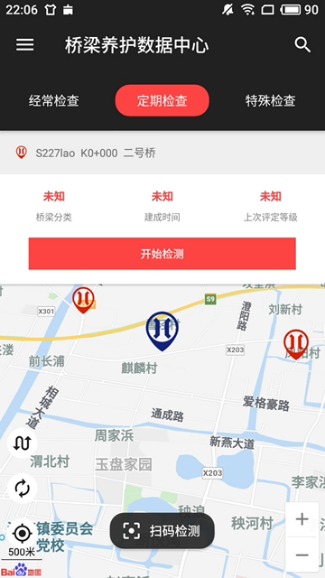 22:06
90
桥梁养护数据中心
经常检查 定期检查 特殊检查
S227lao K0+000 二号桥
未知 未知 未知
桥梁分类 建成时间 上次评定等级
开始检测
S9
澄阳路
刘新村
X301
X203
前长浦
麒麟村
相城大道
爱格豪路
通成路
周家浜
新燕大道
渭北村
玉盘家园
X203
李家
秧河村
镇委员会
党校
扫码检测
500米
Bai 地图